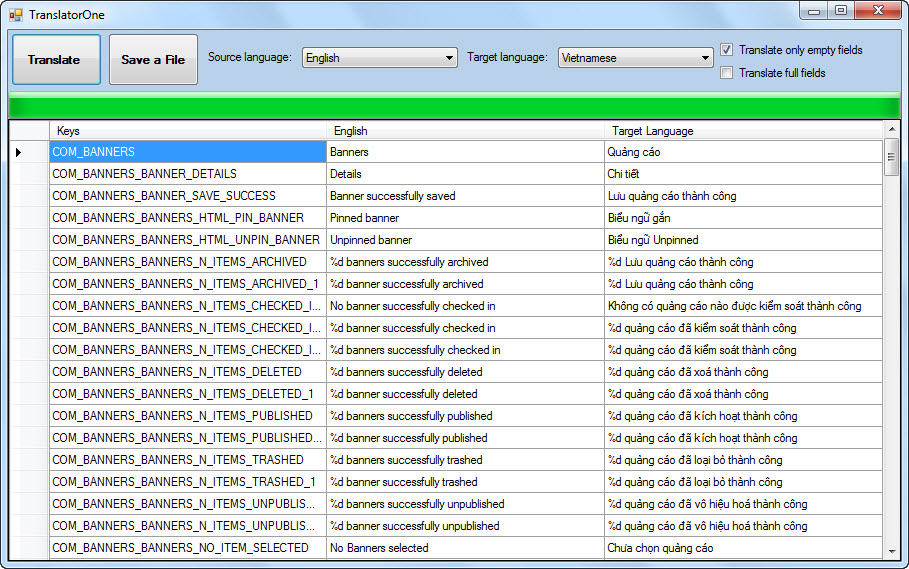 TranslatorOne
Translate Save a File Source language: English Target language: Vietnamese Translate only empty fields
Translate full fields
Keys English Target Language
COM_BANNERS Banners Quảng cáo
COM_BANNERS_BANNER_DETAILS Details Chi tiết
COM_BANNERS_BANNER_SAVE_SUCCESS Banner successfully saved Lưu quảng cáo thành công
COM_BANNERS_BANNERS_HTML_PIN_BANNER Pinned banner Biểu ngữ gắn
COM_BANNERS_BANNERS_HTML_UNPIN_BANNER Unpinned banner Biểu ngữ Unpinned
COM_BANNERS_BANNERS_N_ITEMS_ARCHIVED %d banners successfully archived %d Lưu quảng cáo thành công
COM_BANNERS_BANNERS_N_ITEMS_ARCHIVED_1 %d banner successfully archived %d Lưu quảng cáo thành công
COM_BANNERS_BANNERS_N_ITEMS_CHECKED_I... No banner successfully checked in Không có quảng cáo nào được kiểm soát thành công
COM_BANNERS_BANNERS_N_ITEMS_CHECKED_I... %d banner successfully checked in %d quảng cáo đã kiểm soát thành công
COM_BANNERS_BANNERS_N_ITEMS_CHECKED_I... %d banners successfully checked in %d quảng cáo đã kiểm soát thành công
COM_BANNERS_BANNERS_N_ITEMS_DELETED %d banners successfully deleted %d quảng cáo đã xoá thành công
COM_BANNERS_BANNERS_N_ITEMS_DELETED_1 %d banner successfully deleted %d quảng cáo đã xoá thành công
COM_BANNERS_BANNERS_N_ITEMS_PUBLISHED %d banners successfully published %d quảng cáo đã kích hoạt thành công
COM_BANNERS_BANNERS_N_ITEMS_PUBLISHED... %d banner successfully published %d quảng cáo đã kích hoạt thành công
COM_BANNERS_BANNERS_N_ITEMS_TRASHED %d banners successfully trashed %d quảng cáo đã loại bỏ thành công
COM_BANNERS_BANNERS_N_ITEMS_TRASHED_1 %d banner successfully trashed %d quảng cáo đã loại bỏ thành công
COM_BANNERS_BANNERS_N_ITEMS_UNPUBLIS... %d banners successfully unpublished %d quảng cáo đã vô hiệu hoá thành công
COM_BANNERS_BANNERS_N_ITEMS_UNPUBLIS... %d banner successfully unpublished %d quảng cáo đã vô hiệu hoá thành công
COM_BANNERS_BANNERS_NO_ITEM_SELECTED No Banners selected Chưa chọn quảng cáo